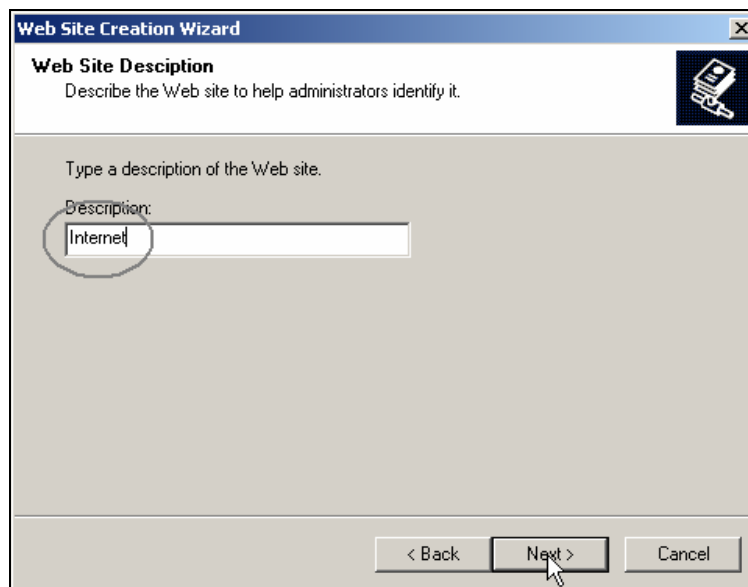 Web Site Creation Wizard
Web Site Desciption
Describe the Web site to help administrators identify it.
Type a description of the Web site.
Description:
Internet
< Back Next > Cancel